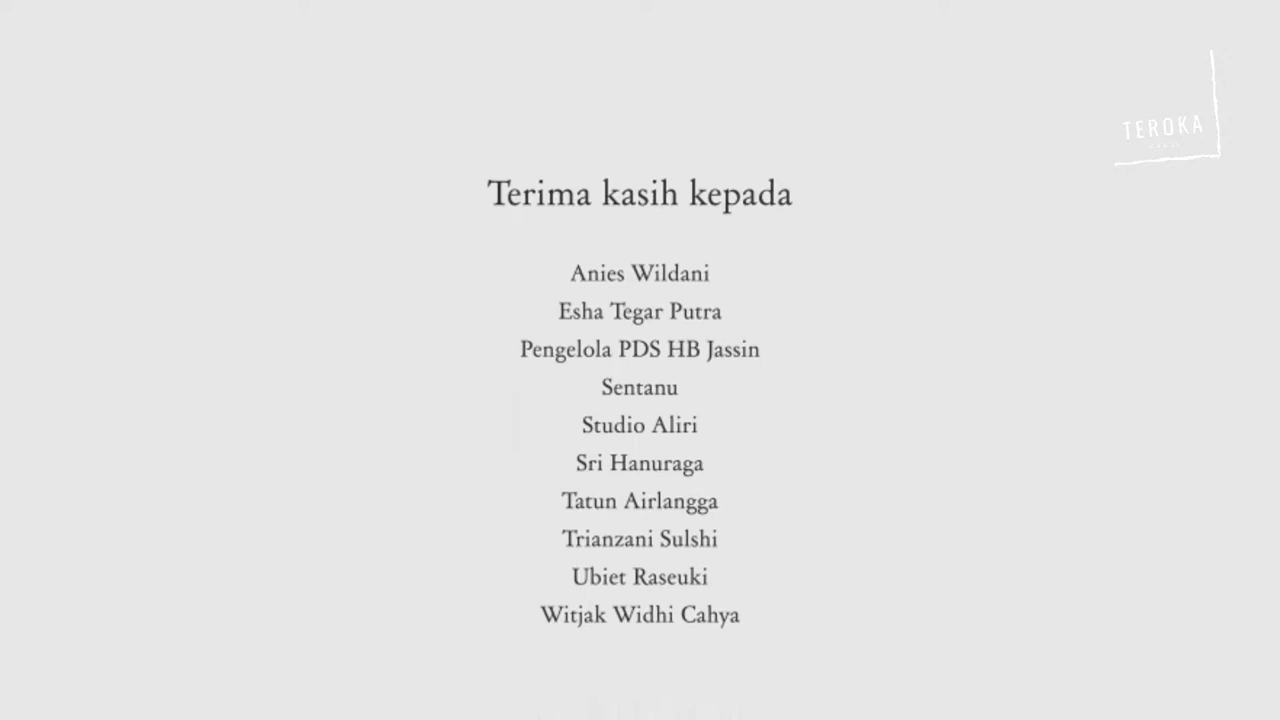 TEROKA
Terima kasih kepada
Anies Wildani
Esha Tegar Putra
Pengelola PDS HB Jassin
Sentanu
Studio Aliri
Sri Hanuraga
Tatun Airlangga
Trianzani Sulshi
Ubiet Raseuki
Witjak Widhi Cahya